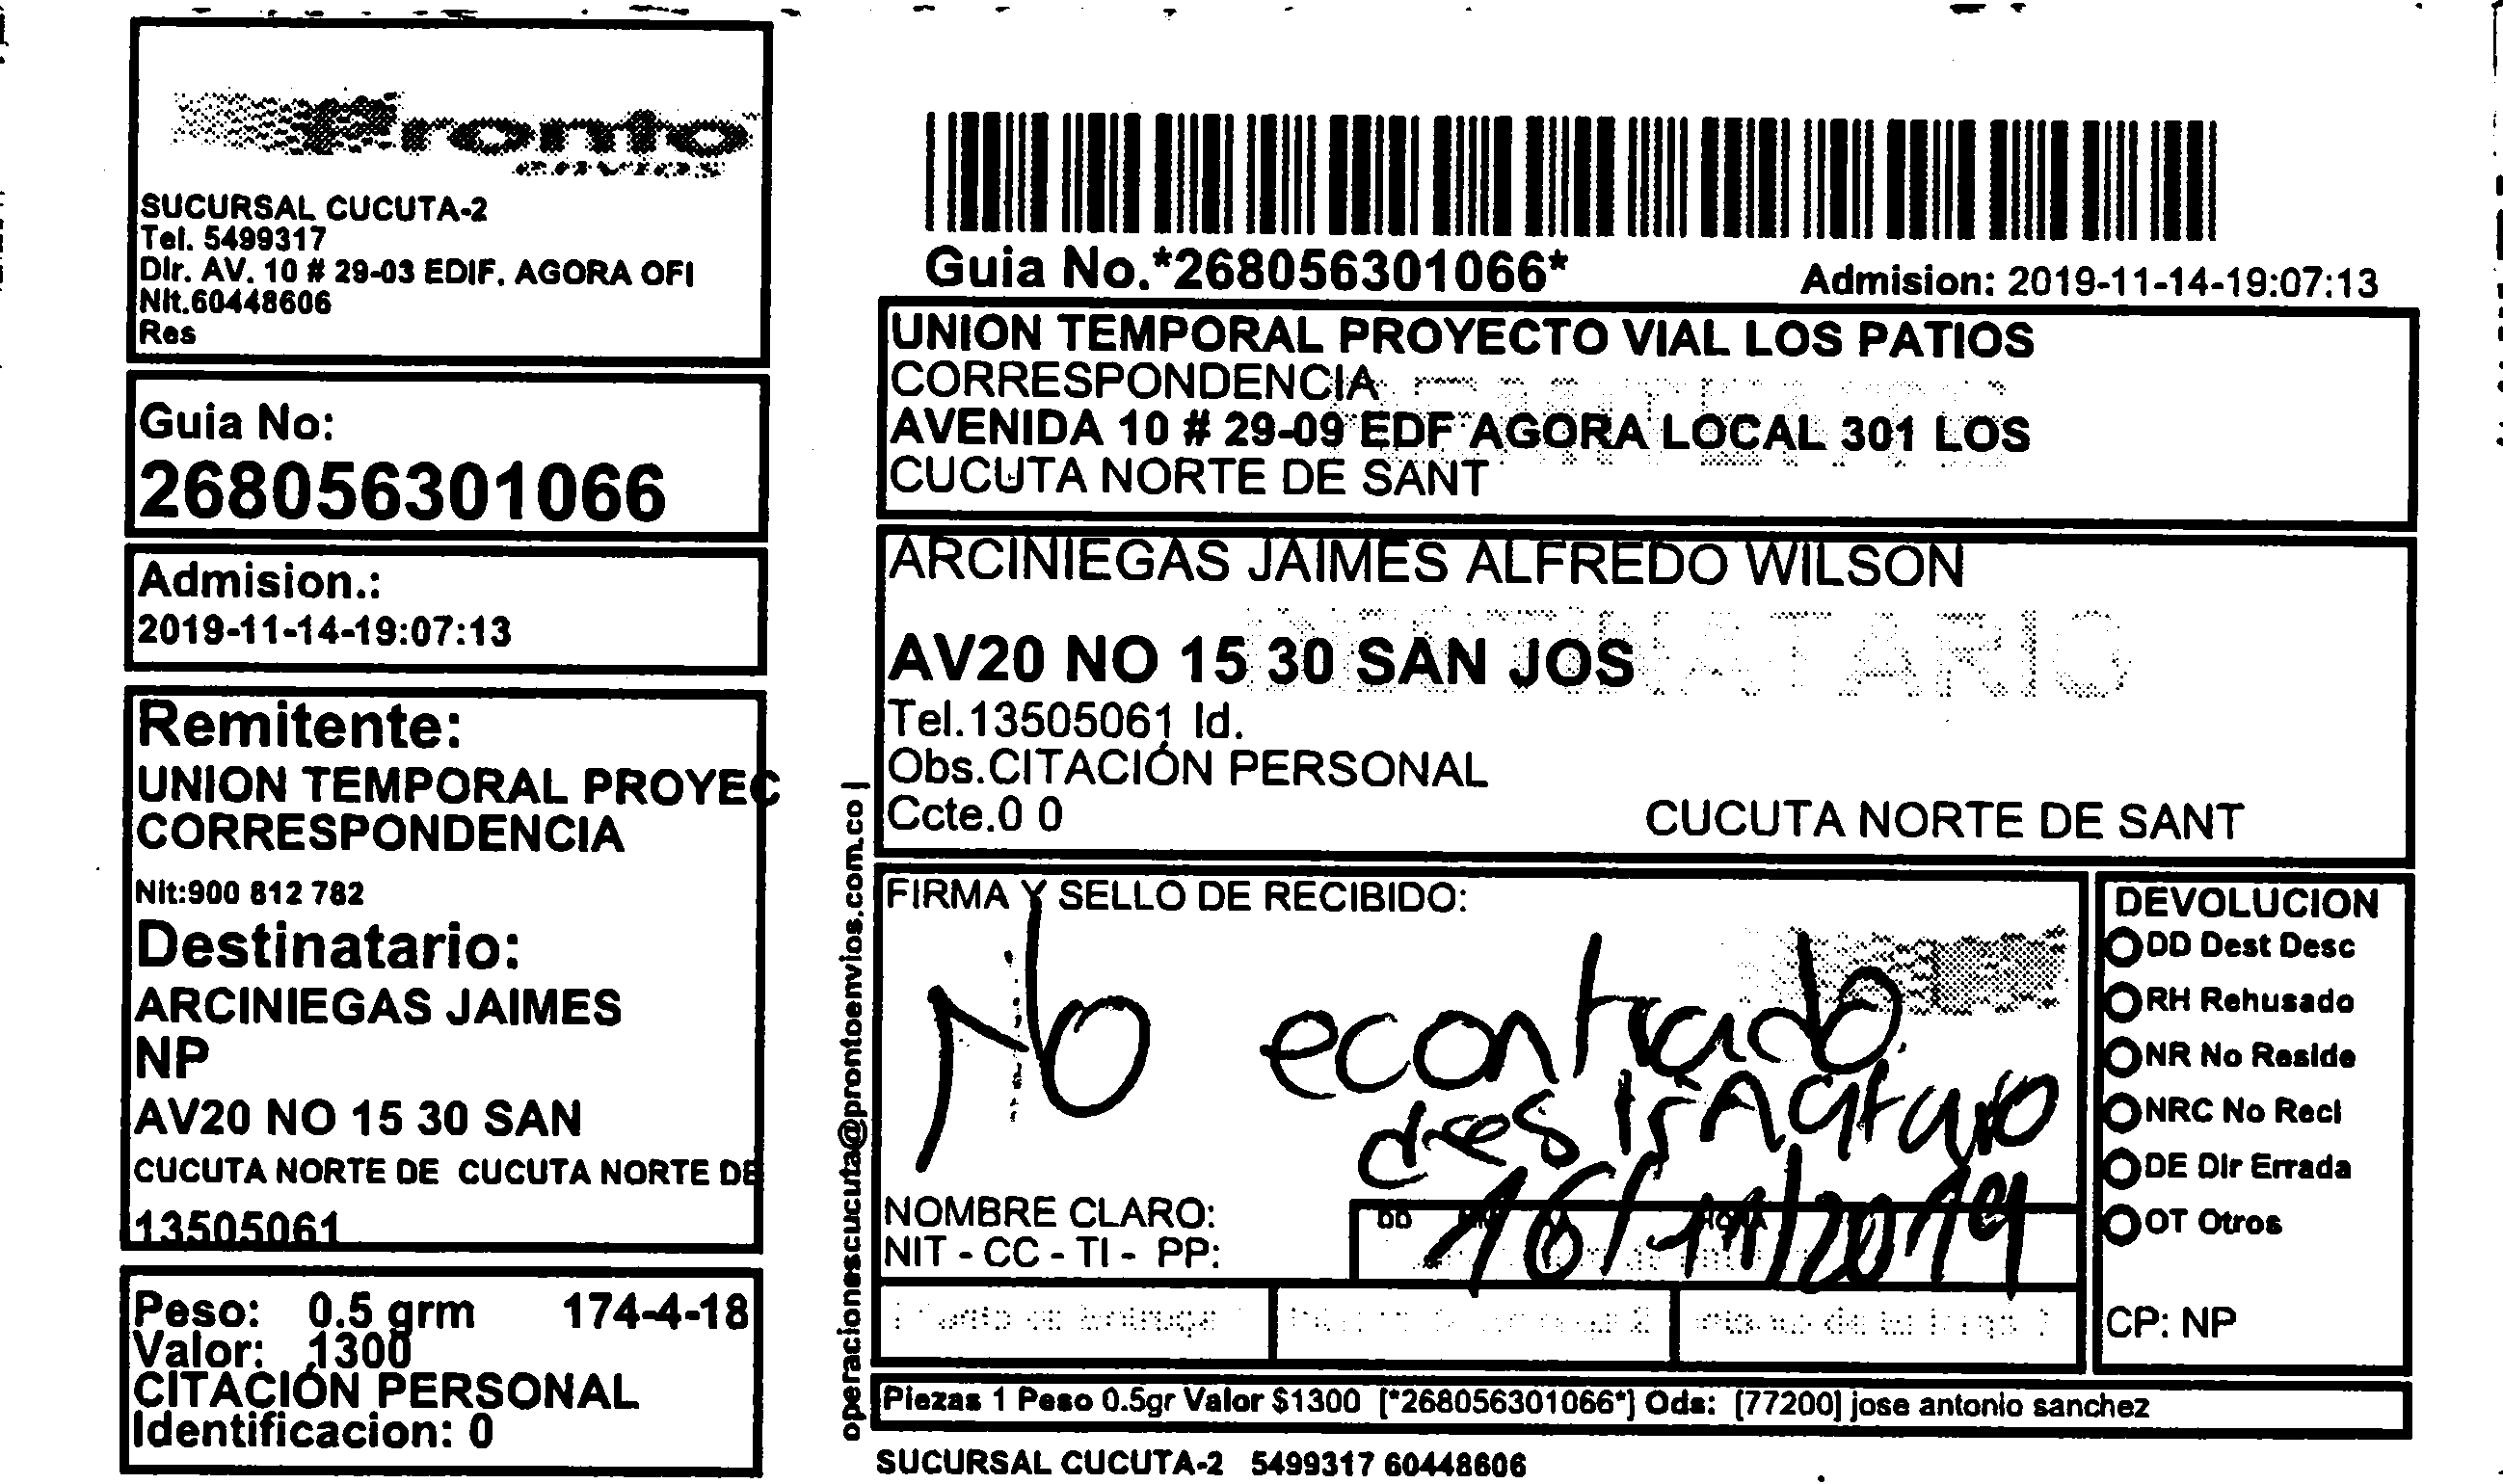 Pronto
ENVIOS
SUCURSAL CUCUTA-2
Tel. 5499317
Dir. AV. 10 # 29-03 EDIF. AGORA OFI
Nit.60448606
Res
Guia No:
268056301066
Admision.:
2019-11-14-19:07:13
Remitente:
UNION TEMPORAL PROYEC
CORRESPONDENCIA
Nit:900 812 782
Destinatario:
ARCINIEGAS JAIMES
NP
AV20 NO 15 30 SAN
CUCUTA NORTE DE CUCUTA NORTE DE
13505061
Peso: 0.5 grm 174-4-18
Valor: 1300
CITACIÓN PERSONAL
Identificacion: 0
operacionescucuta@prontoenvios.com.co |
Guia No.*268056301066*
Admision: 2019-11-14-19:07:13
UNION TEMPORAL PROYECTO VIAL LOS PATIOS
CORRESPONDENCIA
AVENIDA 10 # 29-09 EDF AGORA LOCAL 301 LOS
CUCUTA NORTE DE SANT
ARCINIEGAS JAIMES ALFREDO WILSON
DESTINATARIO
AV20 NO 15 30 SAN JOS
Tel.13505061 Id.
Obs.CITACIÓN PERSONAL
Ccte.0 0
CUCUTA NORTE DE SANT
FIRMA Y SELLO DE RECIBIDO:
No econtrado
16/11/2019
NOMBRE CLARO:
DD HORA
NIT - CC - TI - PP:
DEVOLUCION
DD Dest Desc
RH Rehusado
NR No Reside
NRC No Recl
DE Dir Errada
OT Otros
CP: NP
Piezas 1 Peso 0.5gr Valor $1300 [*268056301066*] Ods: [77200] jose antonio sanchez
SUCURSAL CUCUTA-2 5499317 60448606